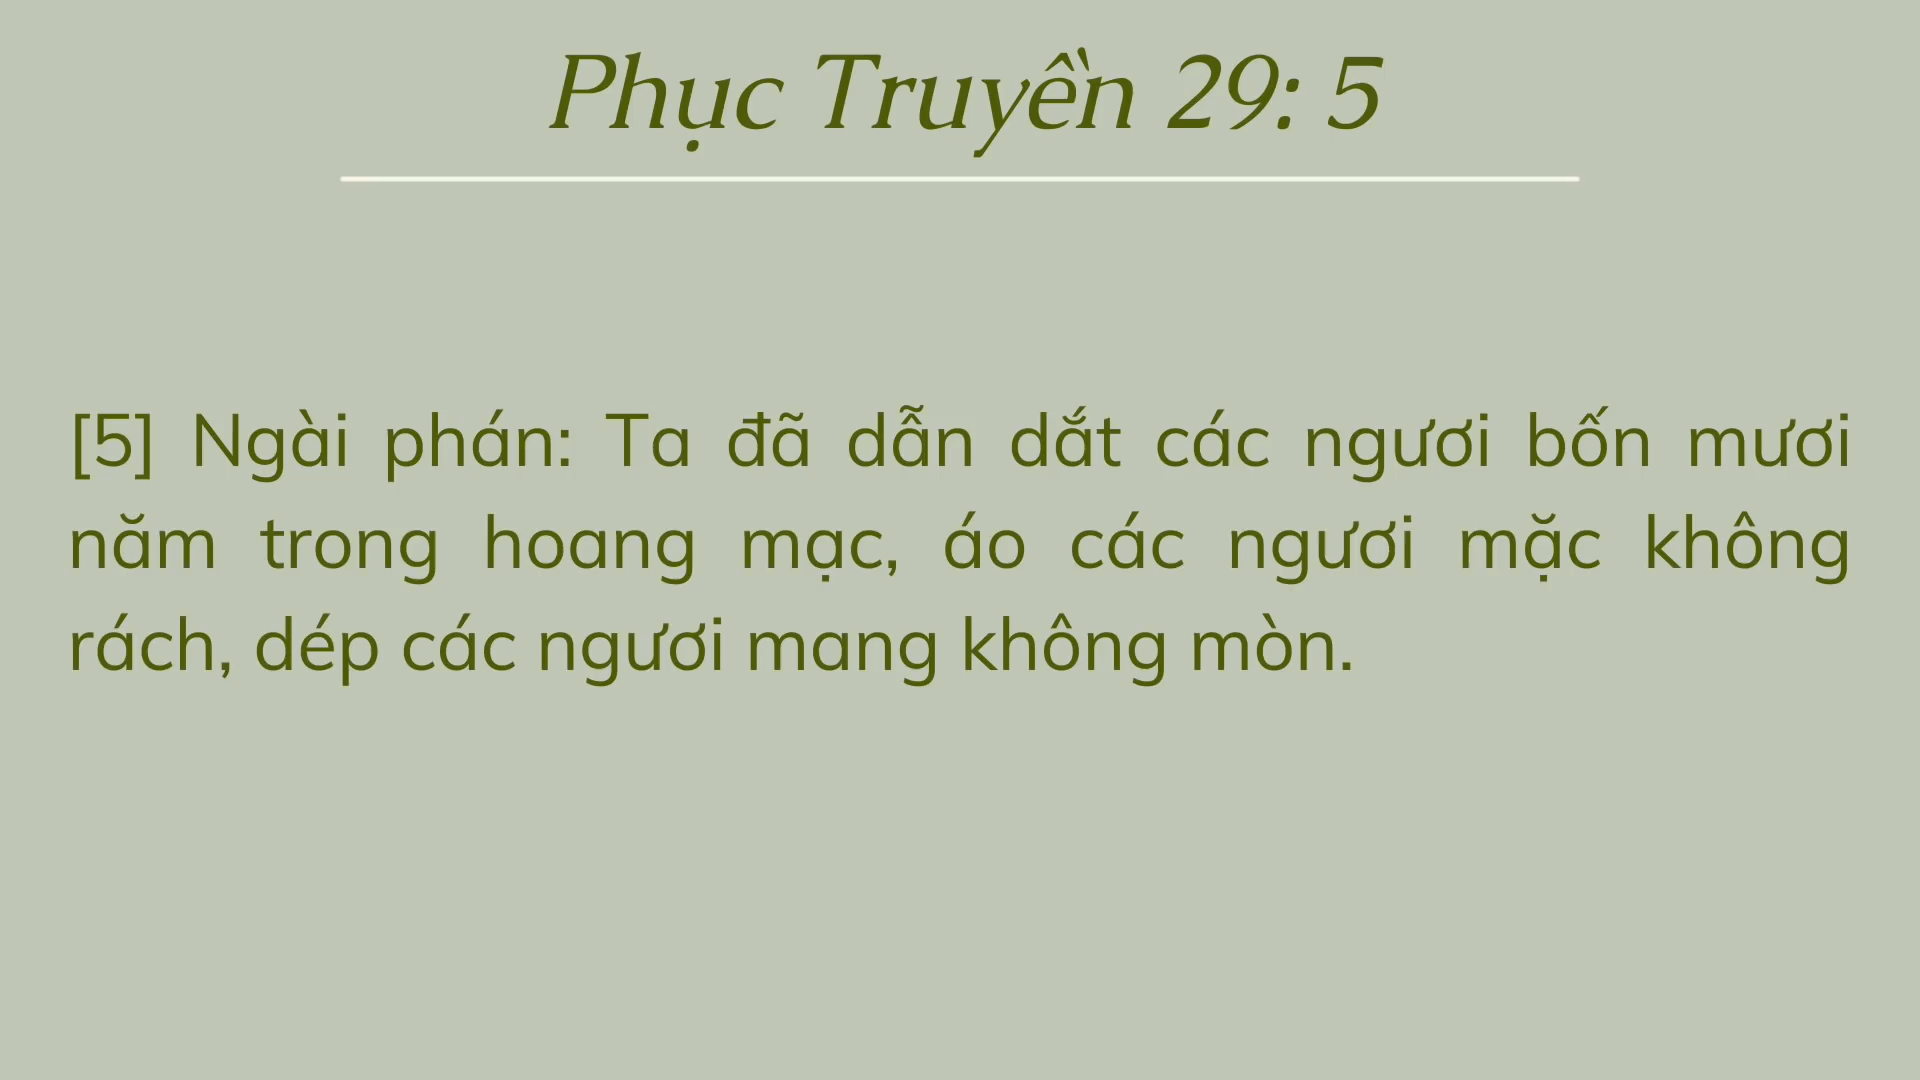 Phục Truyền 29: 5
[5] Ngài phán: Ta đã dẫn dắt các ngươi bốn mươi
năm trong hoang mạc, áo các ngươi mặc không
rách, dép các ngươi mang không mòn.